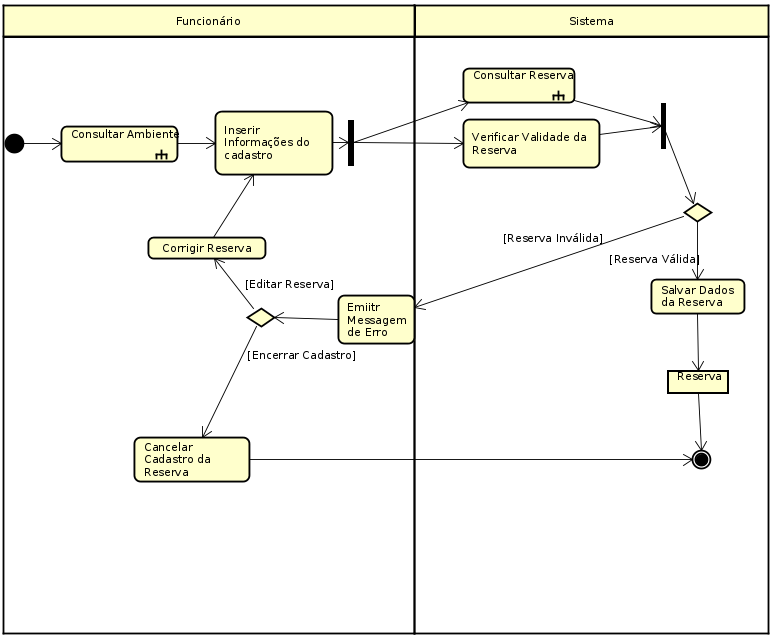 Funcionário
Sistema
Consultar Reserva
Consultar Ambiente
Inserir
Informações do
cadastro
Verificar Validade da
Reserva
[Reserva Inválida]
Corrigir Reserva
[Reserva Válida]
[Editar Reserva]
Salvar Dados
da Reserva
Emiitr
Messagem
de Erro
[Encerrar Cadastro]
Reserva
Cancelar
Cadastro da
Reserva